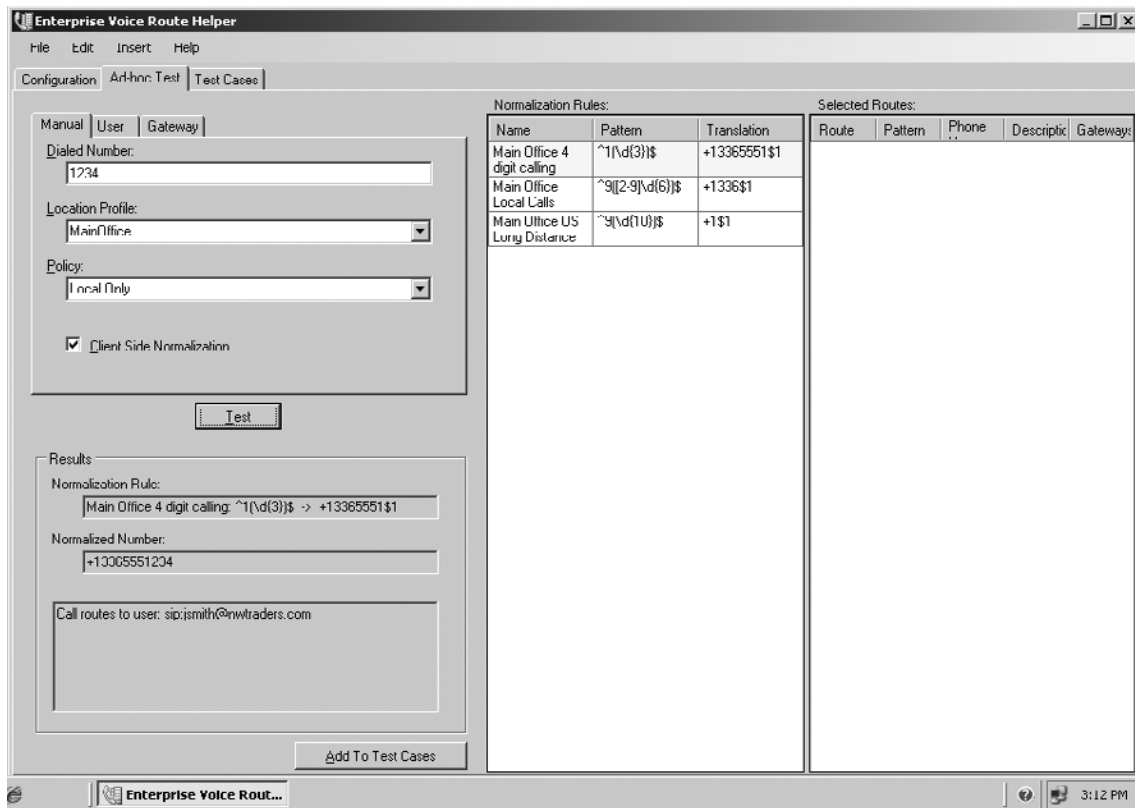 Enterprise Voice Route Helper
File Edit Insert Help
Configuration Ad-hoc Test Test Cases
Manual User Gateway
Dialed Number:
1234
Location Profile:
MainOffice
Policy:
Local Only
Client Side Normalization
Test
Results
Normalization Rule:
Main Office 4 digit calling: ^1(\d{3})$ -> +13365551$1
Normalized Number:
+13365551234
Call routes to user: sip:jsmith@nwtraders.com
Add To Test Cases
Normalization Rules:
Name Pattern Translation
Main Office 4 digit calling ^1(\d{3})$ +13365551$1
Main Office Local Calls ^9([2-9]\d{6})$ +1336$1
Main Office US Long Distance ^9(\d{10})$ +1$1
Selected Routes:
Route Pattern Phone Descriptic Gateways
Enterprise Voice Rout...
3:12 PM